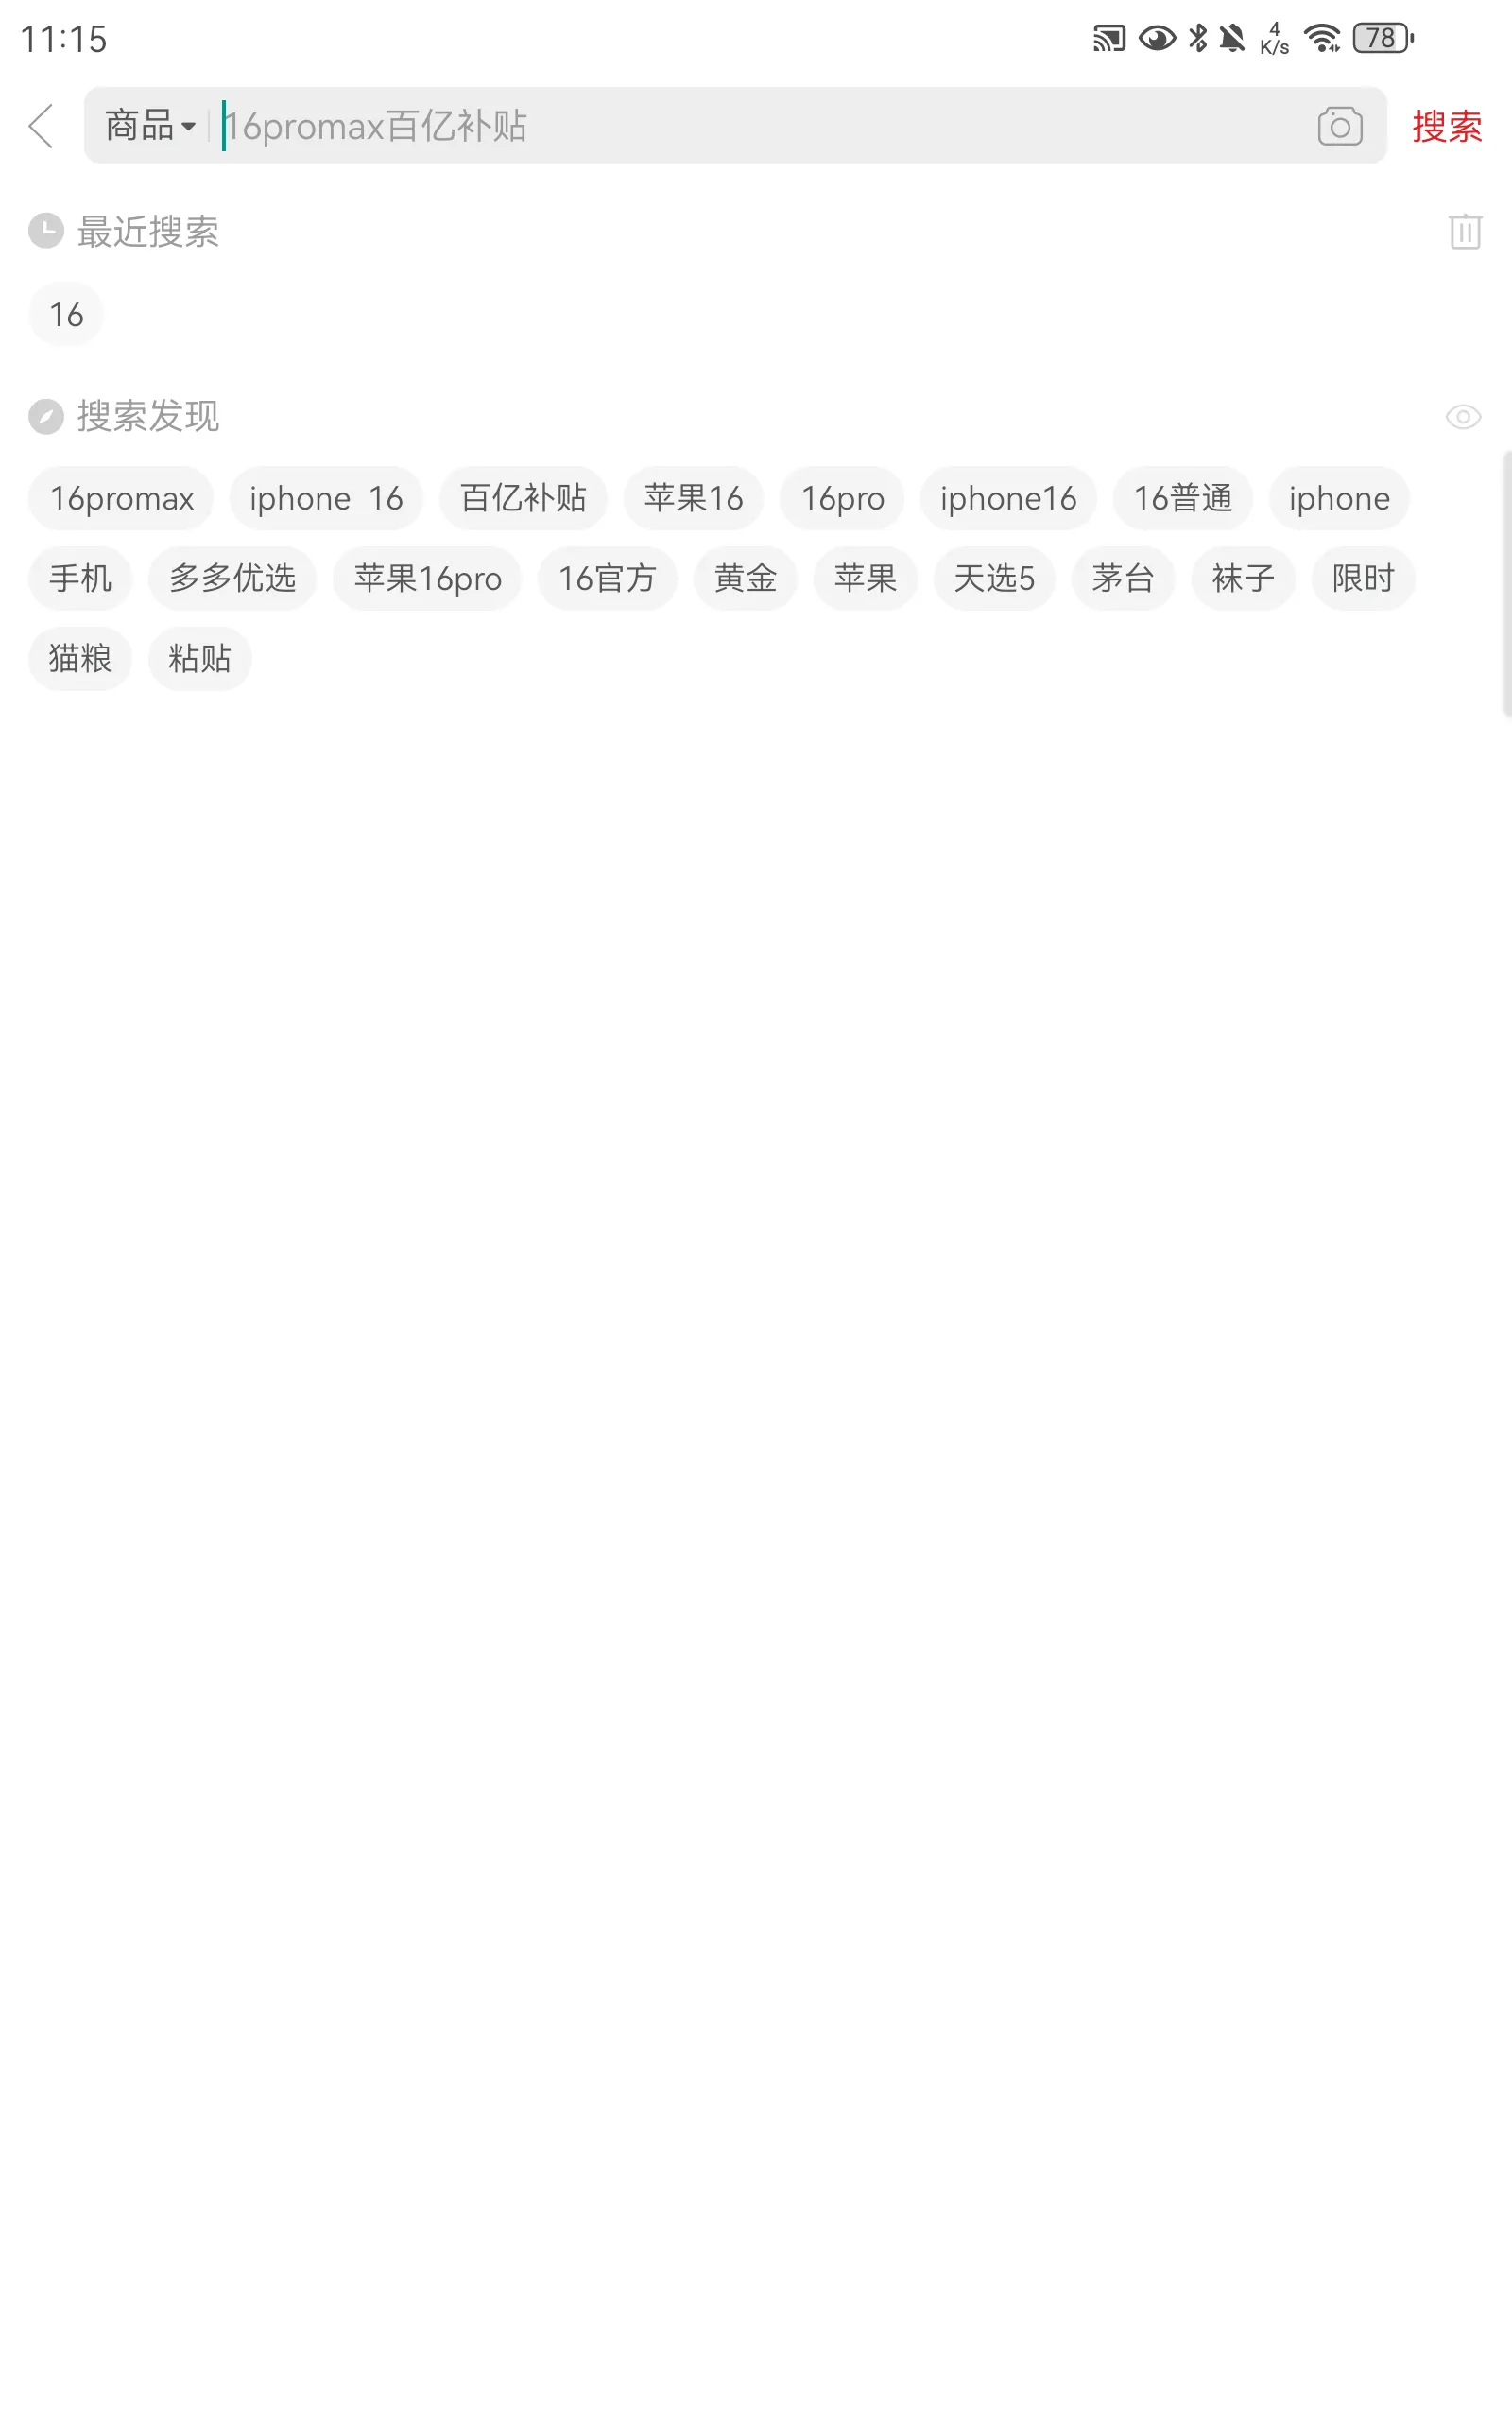 11:15 4 K/s 78
商品 16promax百亿补贴 搜索
最近搜索
16
搜索发现
16promax iphone 16 百亿补贴 苹果16 16pro iphone16 16普通 iphone
手机 多多优选 苹果16pro 16官方 黄金 苹果 天选5 茅台 袜子 限时
猫粮 粘贴